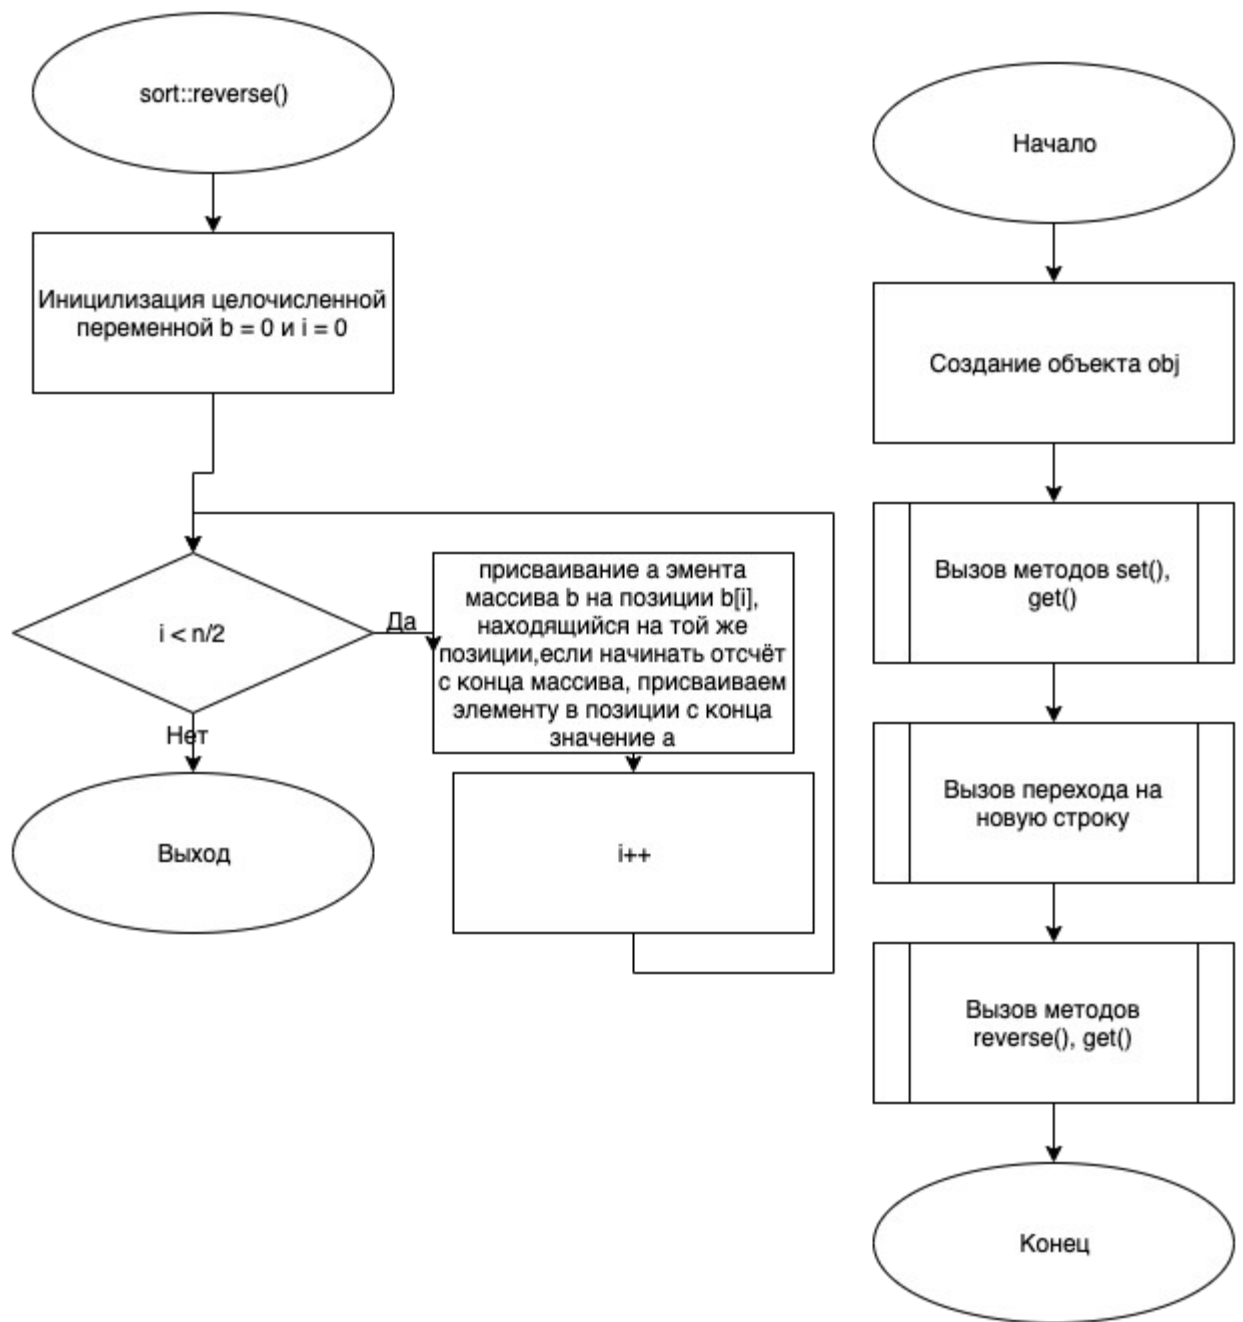 sort::reverse()
Иницилизация целочисленной
переменной b = 0 и i = 0
i < n/2
Да
Нет
присваивание а эмента
массива b на позиции b[i],
находящийся на той же
позиции,если начинать отсчёт
с конца массива, присваиваем
элементу в позиции с конца
значение а
i++
Выход
Начало
Создание объекта obj
Вызов методов set(),
get()
Вызов перехода на
новую строку
Вызов методов
reverse(), get()
Конец